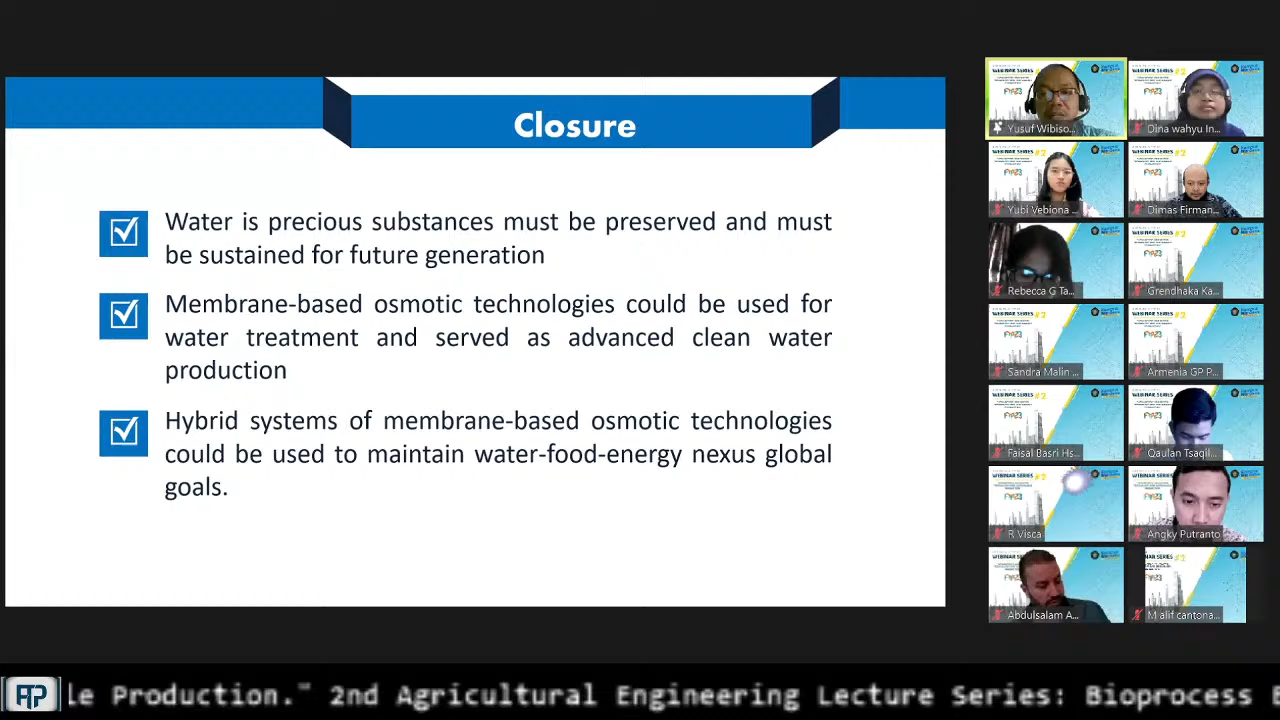 Closure
Water is precious substances must be preserved and must
be sustained for future generation
Membrane-based osmotic technologies could be used for
water treatment and served as advanced clean water
production
Hybrid systems of membrane-based osmotic technologies
could be used to maintain water-food-energy nexus global
goals.
WEBINAR SERIES #2
Yusuf Wibiso...
Dina wahyu In...
Yubi Vebiona ...
Dimas Firman...
Rebecca G Ta...
Grendhaka Ka...
Sandra Malin ...
Armenia GP P...
Faisal Basri Hs...
Qaulan Tsaqil...
R Visca
Angky Putranto
Abdulsalam A...
M alif cantona...
le Production." 2nd Agricultural Engineering Lecture Series: Bioprocess